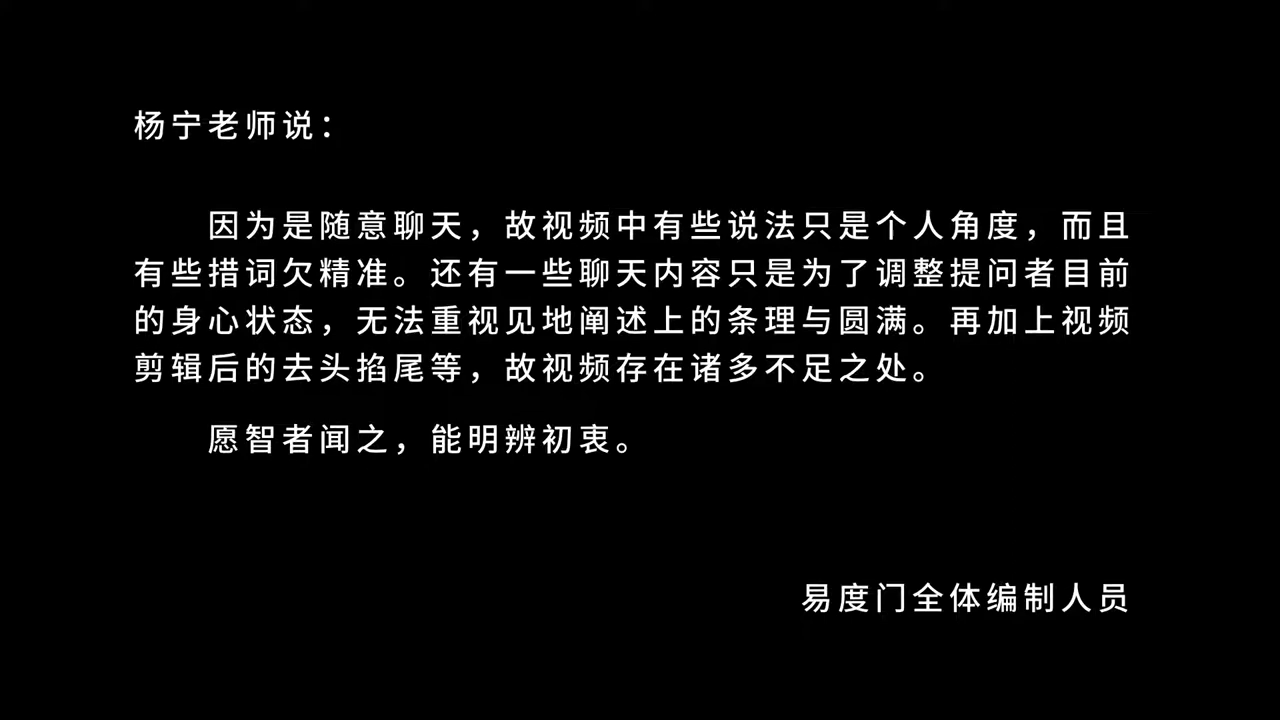 杨宁老师说：
因为是随意聊天，故视频中有些说法只是个人角度，而且
有些措词欠精准。还有一些聊天内容只是为了调整提问者目前
的身心状态，无法重视见地阐述上的条理与圆满。再加上视频
剪辑后的去头掐尾等，故视频存在诸多不足之处。
愿智者闻之，能明辨初衷。
易度门全体编制人员